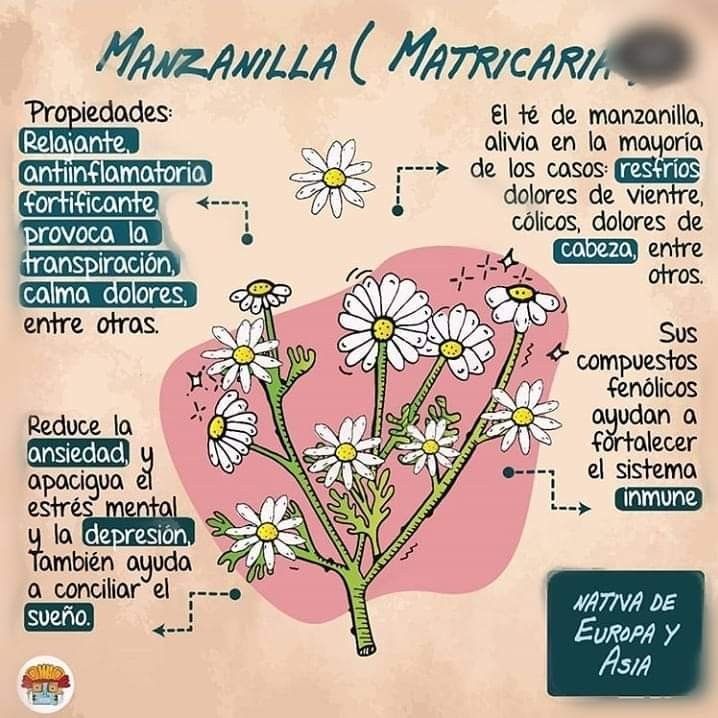 MANZANILLA ( MATRICARIA
Propiedades:
Relajante,
antiinflamatoria
fortificante,
provoca la
transpiración,
calma dolores,
entre otras.
El té de manzanilla,
alivia en la mayoría
de los casos: resfríos
dolores de vientre,
cólicos, dolores de
cabeza, entre
otros.
Sus
compuestos
fenólicos
ayudan a
fortalecer
el sistema
inmune
Reduce la
ansiedad, y
apacigua el
estrés mental
y la depresión,
También ayuda
a conciliar el
sueño.
NATIVA DE
EUROPA Y
ASIA